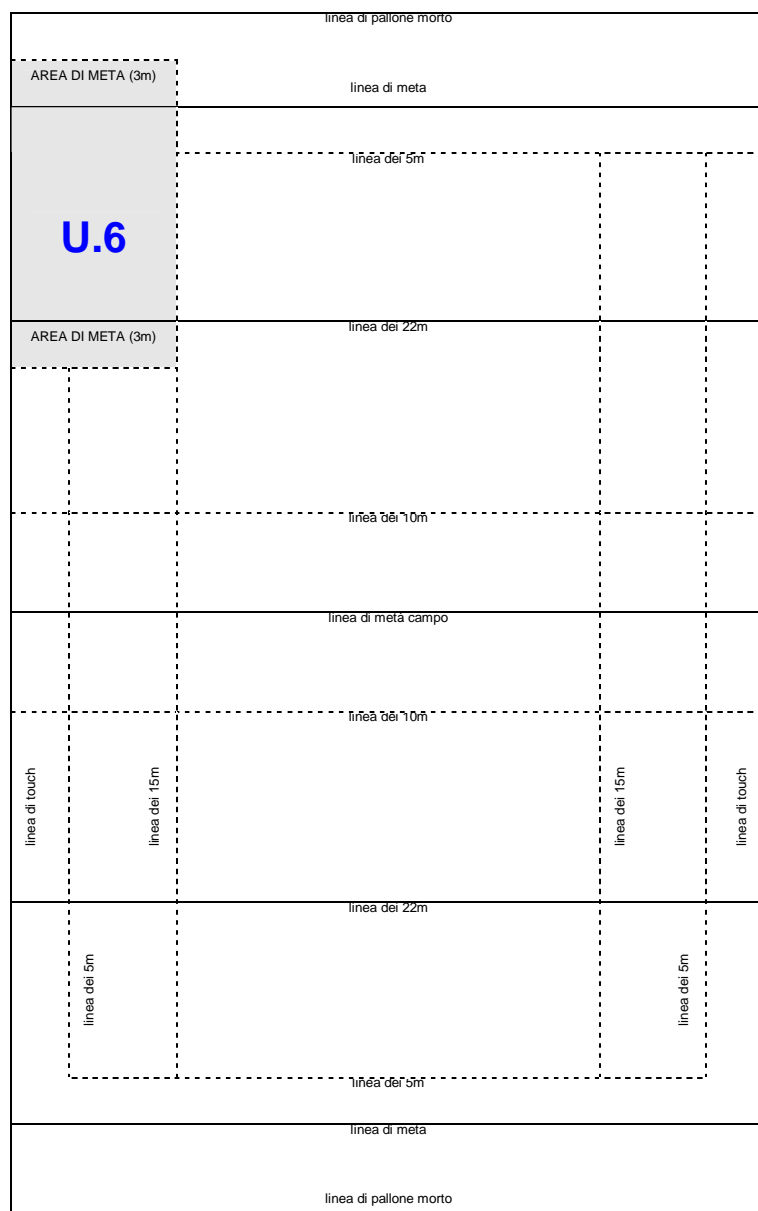 linea di pallone morto
AREA DI META (3m)
linea di meta
linea dei 5m
U.6
linea dei 22m
AREA DI META (3m)
linea dei 10m
linea di metà campo
linea dei 10m
linea di touch
linea dei 15m
linea dei 15m
linea di touch
linea dei 22m
linea dei 5m
linea dei 5m
linea dei 5m
linea di meta
linea di pallone morto